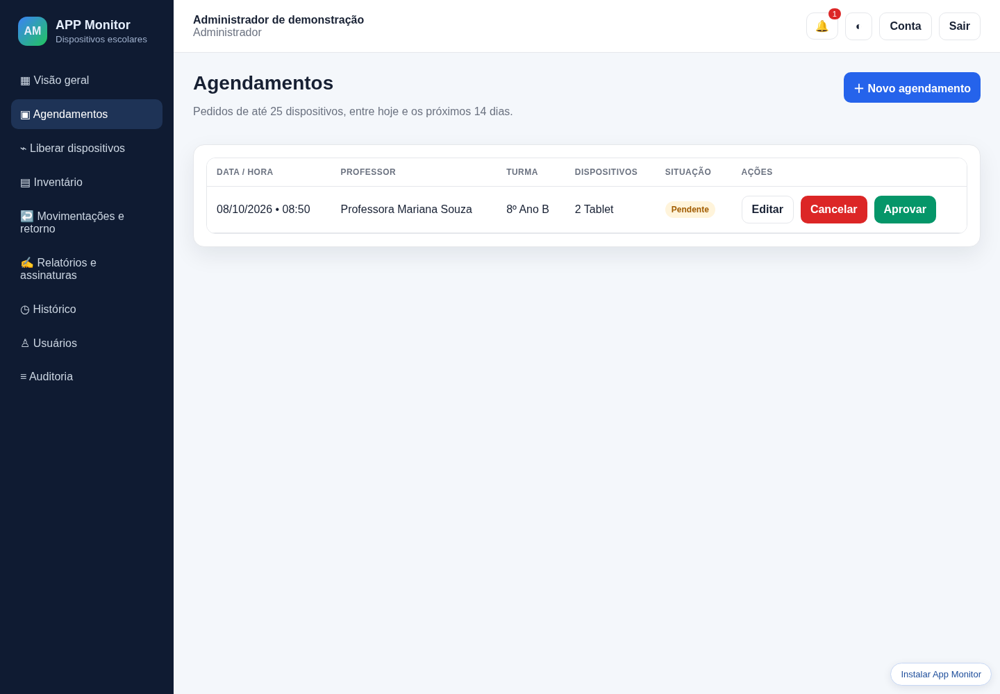 AM
APP Monitor
Dispositivos escolares
▦ Visão geral
▣ Agendamentos
⌁ Liberar dispositivos
▤ Inventário
↩️ Movimentações e
retorno
✍️ Relatórios e
assinaturas
◷ Histórico
♙ Usuários
≡ Auditoria
Administrador de demonstração
Administrador
🔔 1
◐
Conta
Sair
Agendamentos
＋ Novo agendamento
Pedidos de até 25 dispositivos, entre hoje e os próximos 14 dias.
DATA / HORA PROFESSOR TURMA DISPOSITIVOS SITUAÇÃO AÇÕES
08/10/2026 • 08:50 Professora Mariana Souza 8º Ano B 2 Tablet Pendente Editar Cancelar Aprovar
Instalar App Monitor